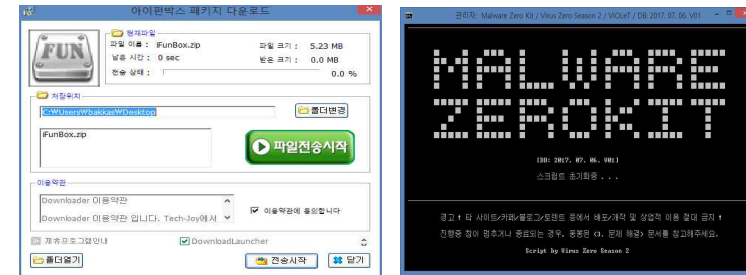 아이펀박스 패키지 다운로드
FUN
현재파일
파일 이름 : iFunBox.zip
파일 크기 : 5.23 MB
남은 시간 : 0 sec
받은 크기 : 0.0 MB
전송 상태 :
0.0 %
저장위치
C:₩Users₩bakkas₩Desktop
폴더변경
iFunBox.zip
파일전송시작
이용약관
Downloader 이용약관
Downloader 이용약관 입니다. Tech-Joy에서
이용약관에 동의합니다
제휴프로그램안내
DownloadLauncher
폴더열기
전송시작
닫기
관리자: Malware Zero Kit / Virus Zero Season 2 / ViOLeT / DB: 2017. 07. 06. V01
MALWARE
ZEROKIT
(DB: 2017. 07. 06. V01)
스크립트 초기화중 . . .
경고 ! 타 사이트/카페/블로그/토렌트 등에서 배포/개작 및 상업적 이용 절대 금지 !
진행중 창이 멈추거나 종료되는 경우, 동봉된 <3. 문제 해결> 문서를 참고해주세요.
Script by Virus Zero Season 2